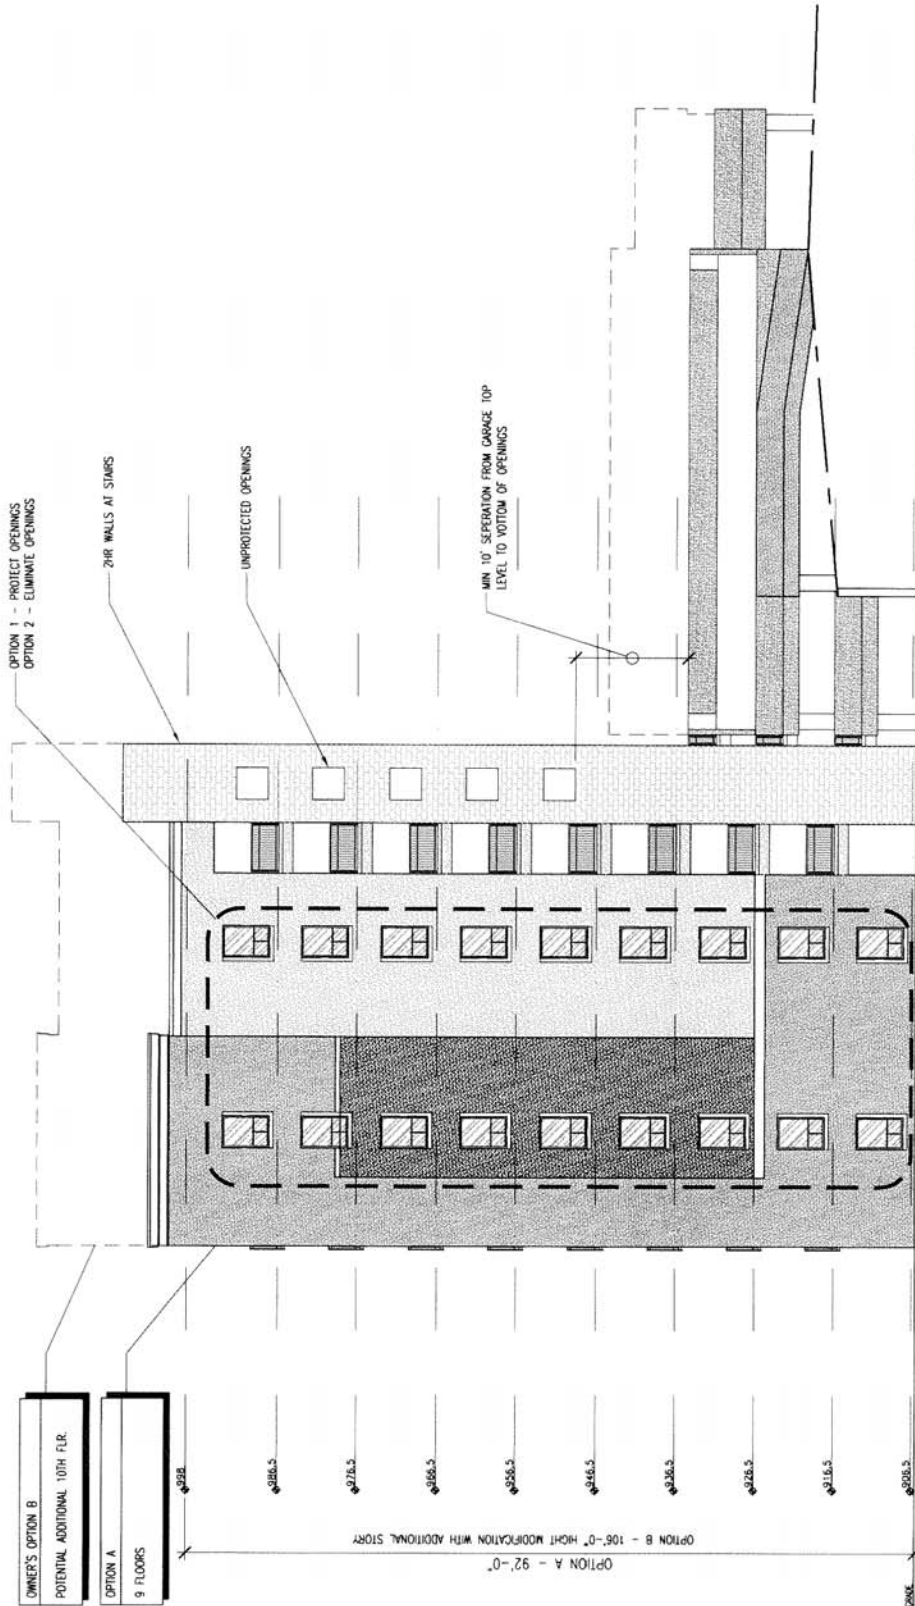 OWNER'S OPTION B
POTENTIAL ADDITIONAL 10TH FLR.
OPTION A
9 FLOORS
OPTION 1 - PROTECT OPENINGS
OPTION 2 - ELIMINATE OPENINGS
2HR WALLS AT STAIRS
UNPROTECTED OPENINGS
MIN 10' SEPERATION FROM GARAGE TOP
LEVEL TO VOTTOM OF OPENINGS
998
986.5
976.5
966.5
956.5
946.5
936.5
926.5
916.5
906.5
GRADE
OPTION B - 106'-0" HIGHT MODIFICATION WITH ADDITIONAL STORY
OPTION A - 92'-0"